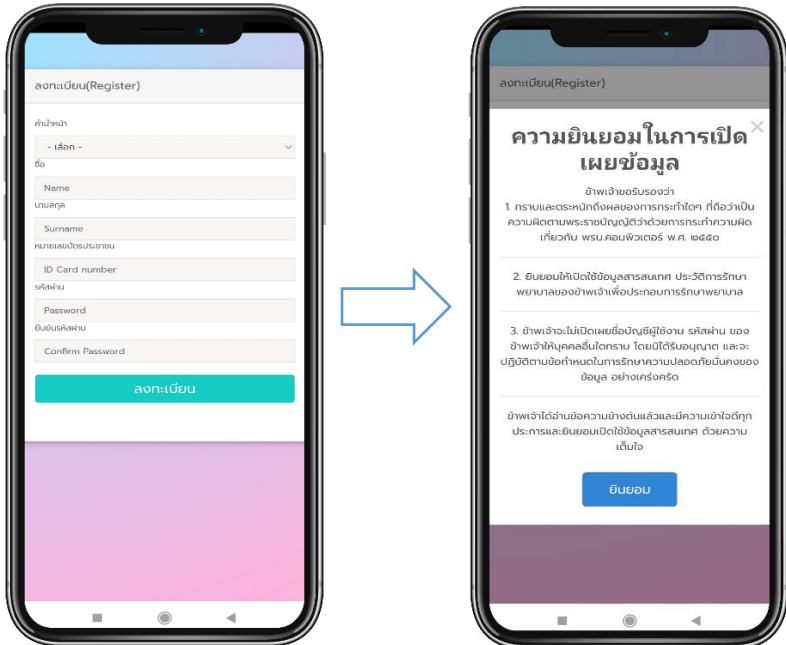 ลงทะเบียน(Register)
คำนำหน้า
- เลือก -
ชื่อ
Name
นามสกุล
Surname
หมายเลขบัตรประชาชน
ID Card number
รหัสผ่าน
Password
ยืนยันรหัสผ่าน
Confirm Password
ลงทะเบียน
ลงทะเบียน(Register)
ความยินยอมในการเปิด
เผยข้อมูล
ข้าพเจ้าขอรับรองว่า
1. ทราบและตระหนักถึงผลของการกระทำใดๆ ที่ถือว่าเป็น
ความผิดตามพระราชบัญญัติว่าด้วยการกระทำความผิด
เกี่ยวกับ พรบ.คอมพิวเตอร์ พ.ศ. ๒๕๕๐
2. ยินยอมให้เปิดใช้ข้อมูลสารสนเทศ ประวัติการรักษา
พยาบาลของข้าพเจ้าเพื่อประกอบการรักษาพยาบาล
3. ข้าพเจ้าจะไม่เปิดเผยชื่อบัญชีผู้ใช้งาน รหัสผ่าน ของ
ข้าพเจ้าให้บุคคลอื่นใดทราบ โดยมิได้รับอนุญาต และจะ
ปฏิบัติตามข้อกำหนดในการรักษาความปลอดภัยมั่นคงของ
ข้อมูล อย่างเคร่งครัด
ข้าพเจ้าได้อ่านข้อความข้างต้นแล้วและมีความเข้าใจดีทุก
ประการและยินยอมเปิดใช้ข้อมูลสารสนเทศ ด้วยความ
เต็มใจ
ยินยอม